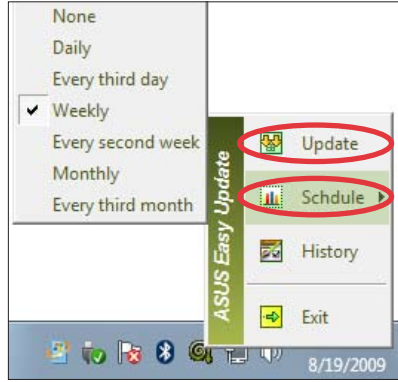 None
Daily
Every third day
Weekly
Every second week
Monthly
Every third month
ASUS Easy Update
Update
Schdule
History
Exit
8/19/2009